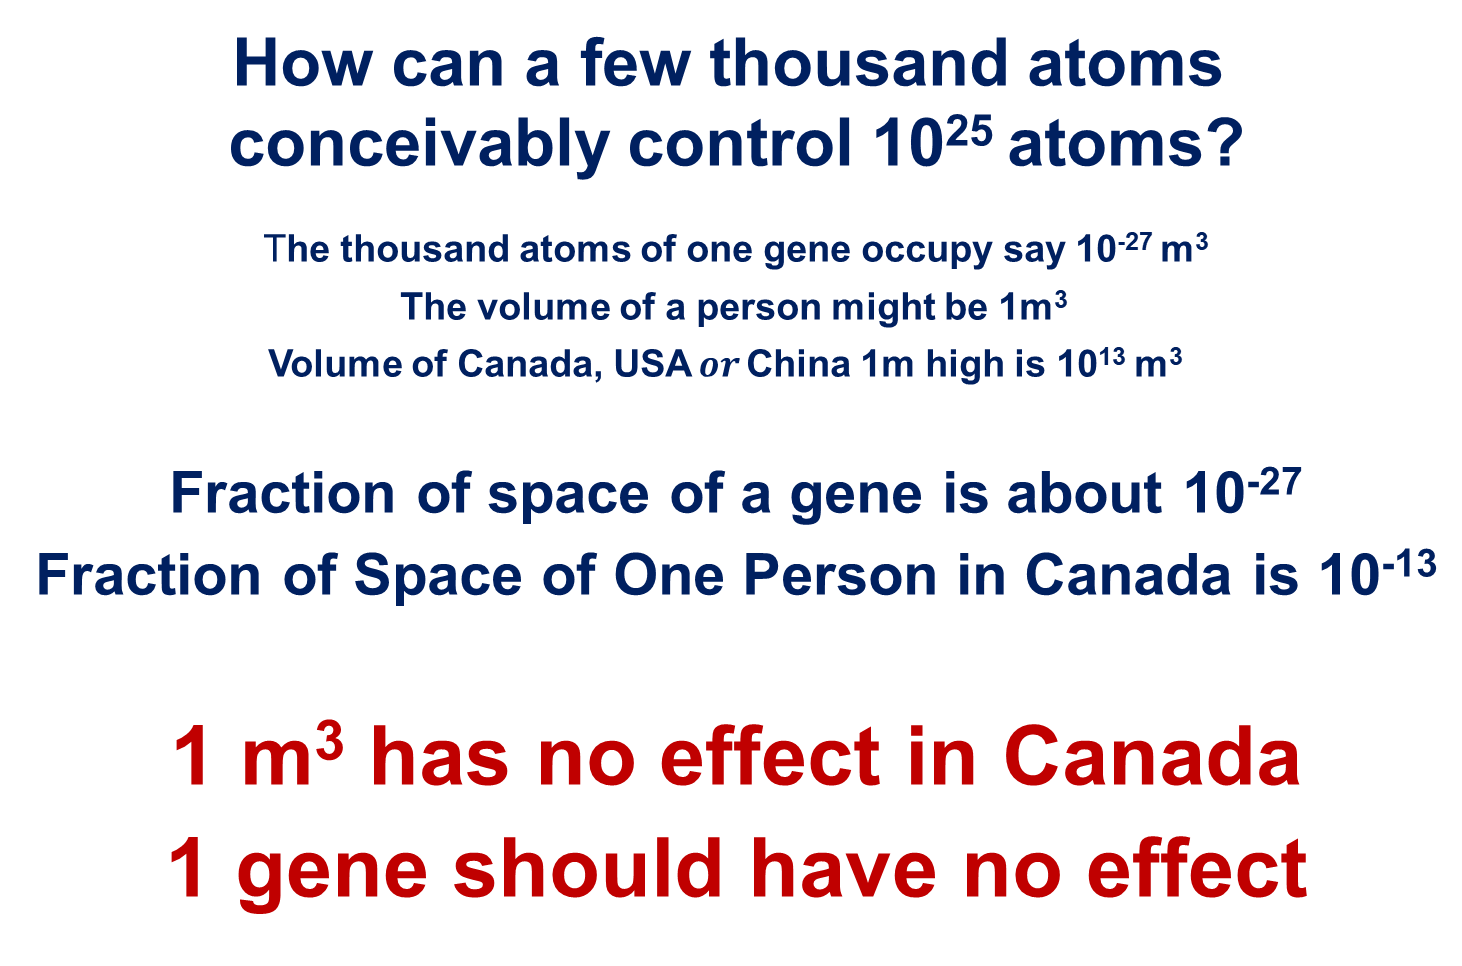 How can a few thousand atoms
conceivably control 10²⁵ atoms?
The thousand atoms of one gene occupy say 10⁻²⁷ m³
The volume of a person might be 1m³
Volume of Canada, USA or China 1m high is 10¹³ m³
Fraction of space of a gene is about 10⁻²⁷
Fraction of Space of One Person in Canada is 10⁻¹³
1 m³ has no effect in Canada
1 gene should have no effect